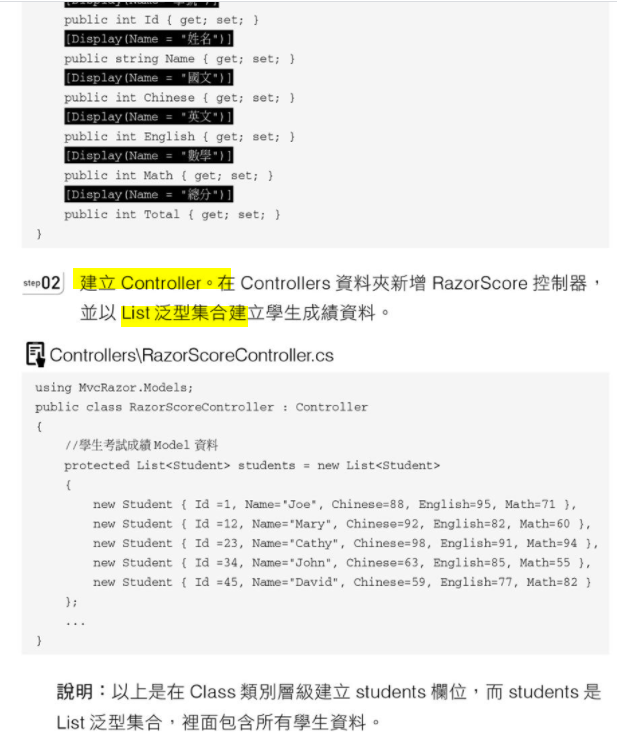 public int Id { get; set; }
[Display(Name = "姓名")]
public string Name { get; set; }
[Display(Name = "國文")]
public int Chinese { get; set; }
[Display(Name = "英文")]
public int English { get; set; }
[Display(Name = "數學")]
public int Math { get; set; }
[Display(Name = "總分")]
public int Total { get; set; }
}
step02 建立 Controller。在 Controllers 資料夾新增 RazorScore 控制器，
並以 List 泛型集合建立學生成績資料。
Controllers\RazorScoreController.cs
using MvcRazor.Models;
public class RazorScoreController : Controller
{
//學生考試成績 Model 資料
protected List<Student> students = new List<Student>
{
new Student { Id =1, Name="Joe", Chinese=88, English=95, Math=71 },
new Student { Id =12, Name="Mary", Chinese=92, English=82, Math=60 },
new Student { Id =23, Name="Cathy", Chinese=98, English=91, Math=94 },
new Student { Id =34, Name="John", Chinese=63, English=85, Math=55 },
new Student { Id =45, Name="David", Chinese=59, English=77, Math=82 }
};
...
}
說明：以上是在 Class 類別層級建立 students 欄位，而 students 是
List 泛型集合，裡面包含所有學生資料。